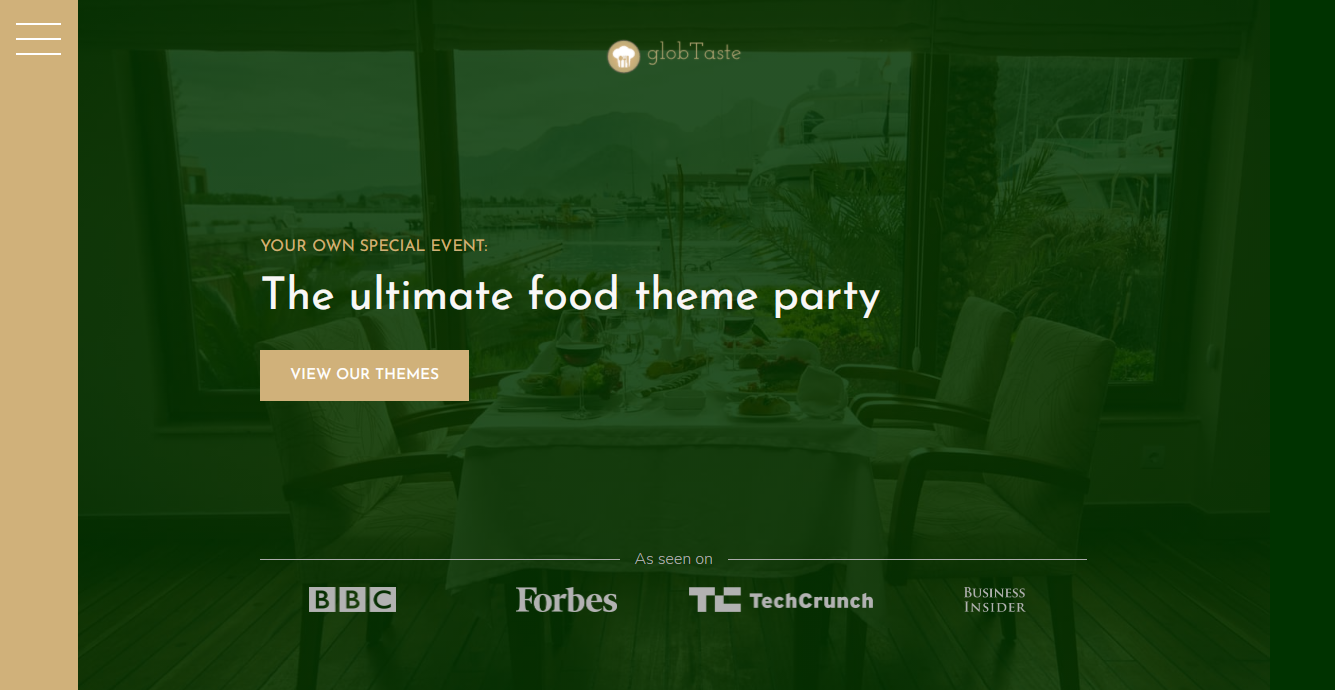 globTaste
YOUR OWN SPECIAL EVENT:
The ultimate food theme party
VIEW OUR THEMES
As seen on
BBC
Forbes
TC TechCrunch
BUSINESS
INSIDER